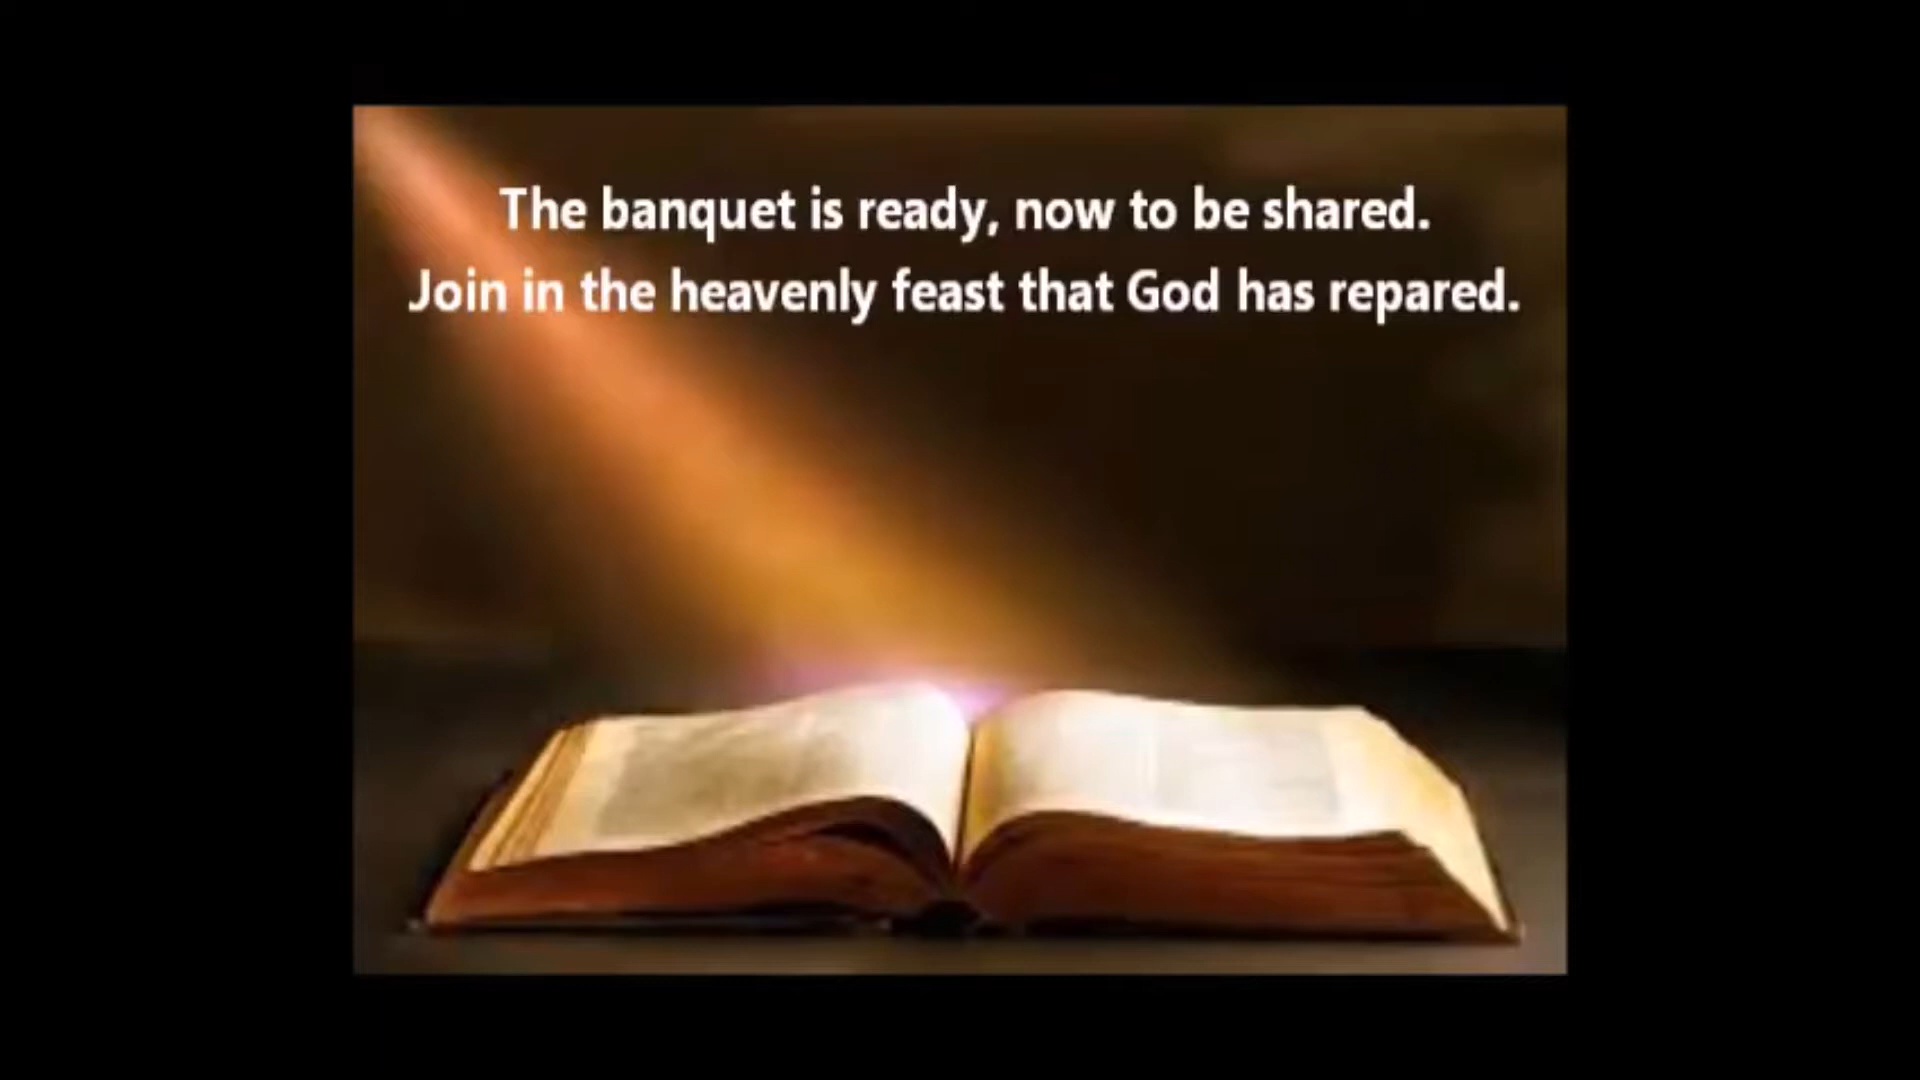 The banquet is ready, now to be shared.
Join in the heavenly feast that God has repared.